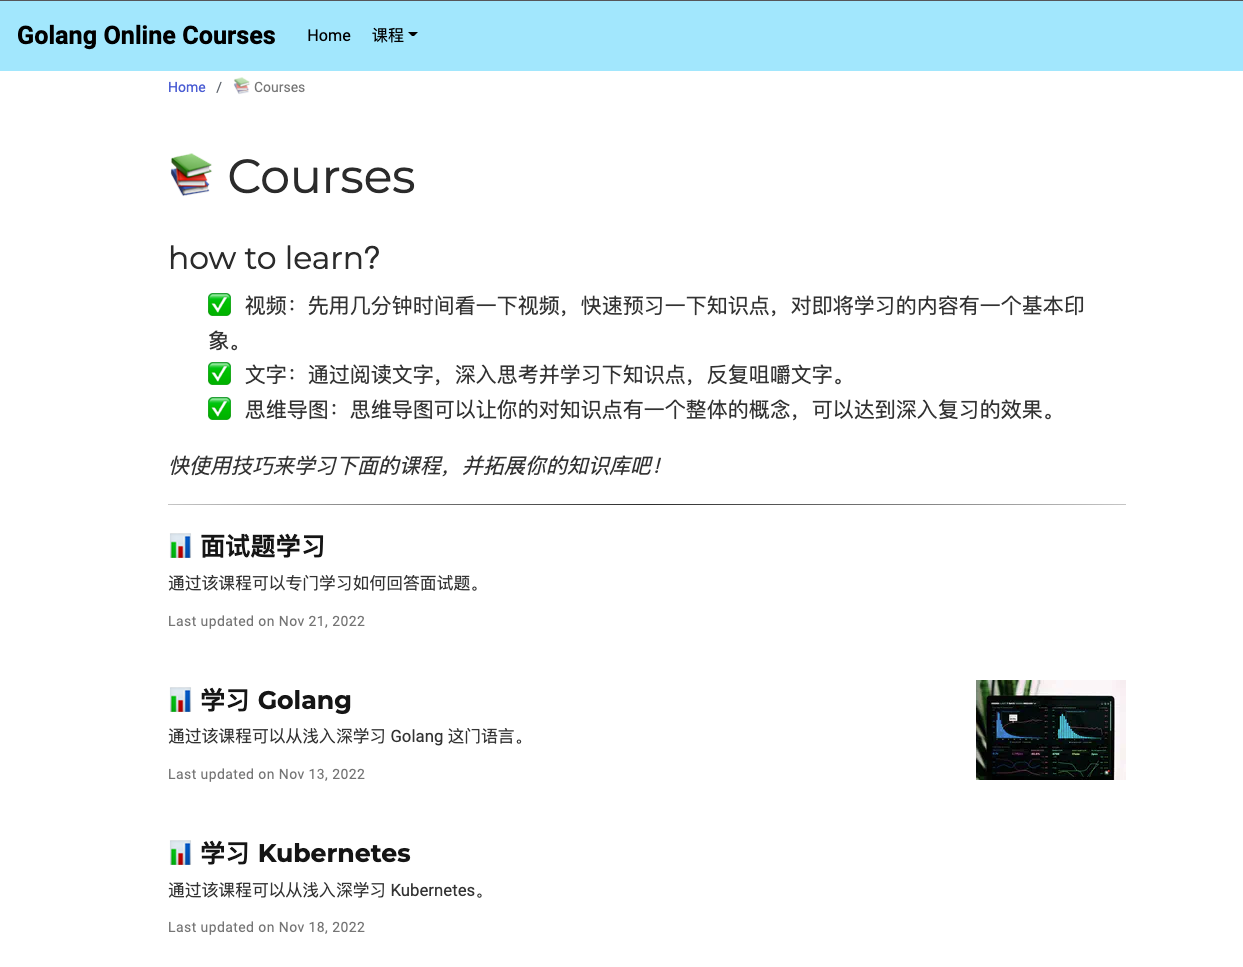 Golang Online Courses
Home
课程
Home / Courses
Courses
how to learn?
视频：先用几分钟时间看一下视频，快速预习一下知识点，对即将学习的内容有一个基本印
象。
文字：通过阅读文字，深入思考并学习下知识点，反复咀嚼文字。
思维导图：思维导图可以让你的对知识点有一个整体的概念，可以达到深入复习的效果。
快使用技巧来学习下面的课程，并拓展你的知识库吧！
面试题学习
通过该课程可以专门学习如何回答面试题。
Last updated on Nov 21, 2022
学习 Golang
通过该课程可以从浅入深学习 Golang 这门语言。
Last updated on Nov 13, 2022
学习 Kubernetes
通过该课程可以从浅入深学习 Kubernetes。
Last updated on Nov 18, 2022